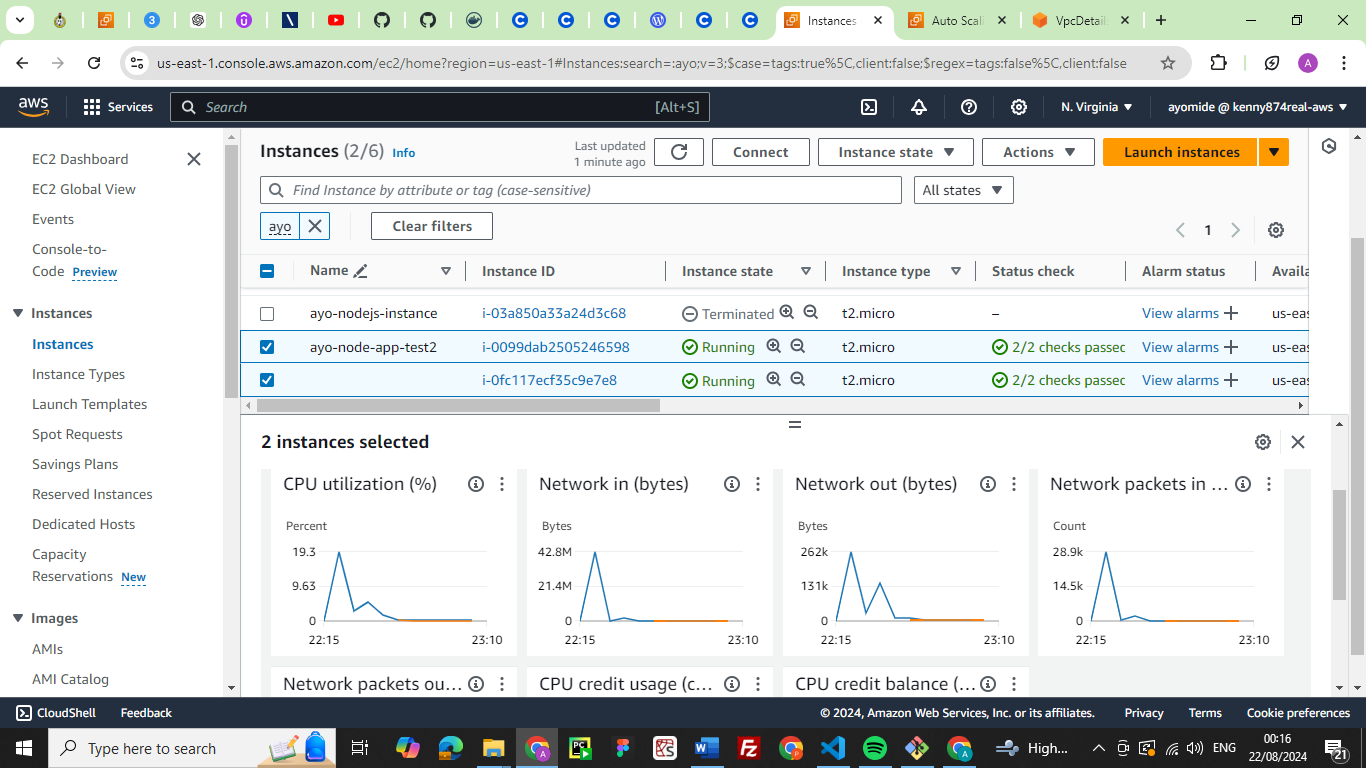 3
Instances
Auto Scali
VpcDetail
us-east-1.console.aws.amazon.com/ec2/home?region=us-east-1#Instances:search=:ayo;v=3;$case=tags:true%5C,client:false;$regex=tags:false%5C,client:false
A
aws
Services
Search
[Alt+S]
N. Virginia
ayomide @ kenny874real-aws
EC2 Dashboard
EC2 Global View
Events
Console-to-
Code Preview
Instances
Instances
Instance Types
Launch Templates
Spot Requests
Savings Plans
Reserved Instances
Dedicated Hosts
Capacity
Reservations New
Images
AMIs
AMI Catalog
Instances (2/6) Info
Last updated
1 minute ago
Connect
Instance state
Actions
Launch instances
Find Instance by attribute or tag (case-sensitive)
All states
ayo
Clear filters
1
Name Instance ID Instance state Instance type Status check Alarm status Availa
ayo-nodejs-instance i-03a850a33a24d3c68 Terminated t2.micro – View alarms us-eas
ayo-node-app-test2 i-0099dab2505246598 Running t2.micro 2/2 checks passed View alarms us-eas
i-0fc117ecf35c9e7e8 Running t2.micro 2/2 checks passed View alarms us-eas
2 instances selected
CPU utilization (%)
Percent
19.3
9.63
0
22:15 23:10
Network in (bytes)
Bytes
42.8M
21.4M
0
22:15 23:10
Network out (bytes)
Bytes
262k
131k
0
22:15 23:10
Network packets in ...
Count
28.9k
14.5k
0
22:15 23:10
Network packets ou...
CPU credit usage (c...
CPU credit balance (...
CloudShell
Feedback
© 2024, Amazon Web Services, Inc. or its affiliates.
Privacy
Terms
Cookie preferences
Type here to search
High...
ENG
00:16
22/08/2024
21